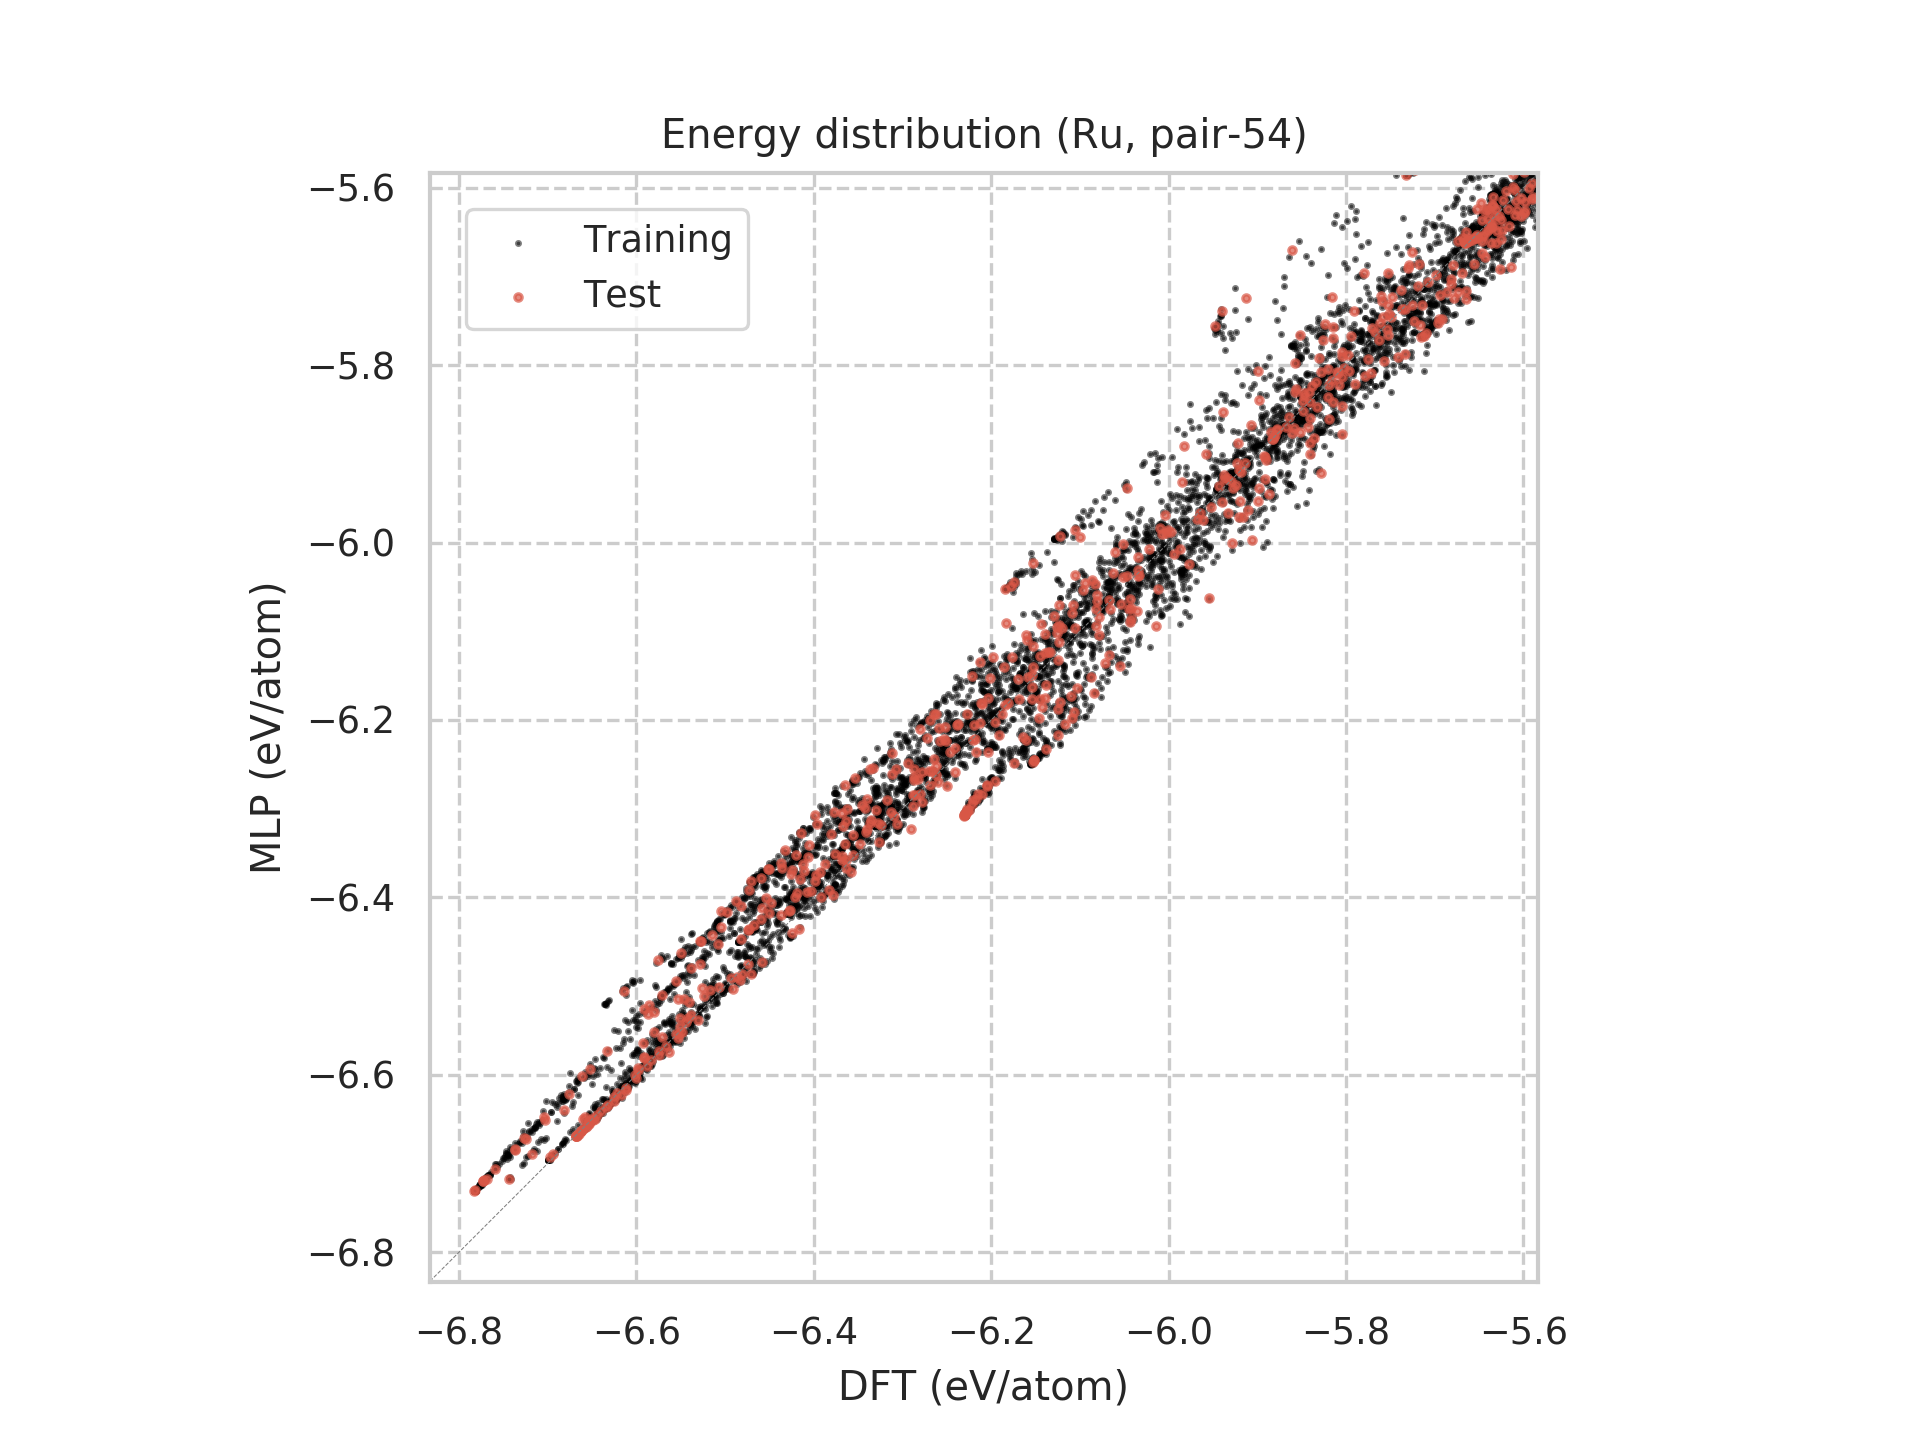 Energy distribution (Ru, pair-54)
Training
Test
MLP (eV/atom)
−5.6
−5.8
−6.0
−6.2
−6.4
−6.6
−6.8
−6.8
−6.6
−6.4
−6.2
−6.0
−5.8
−5.6
DFT (eV/atom)